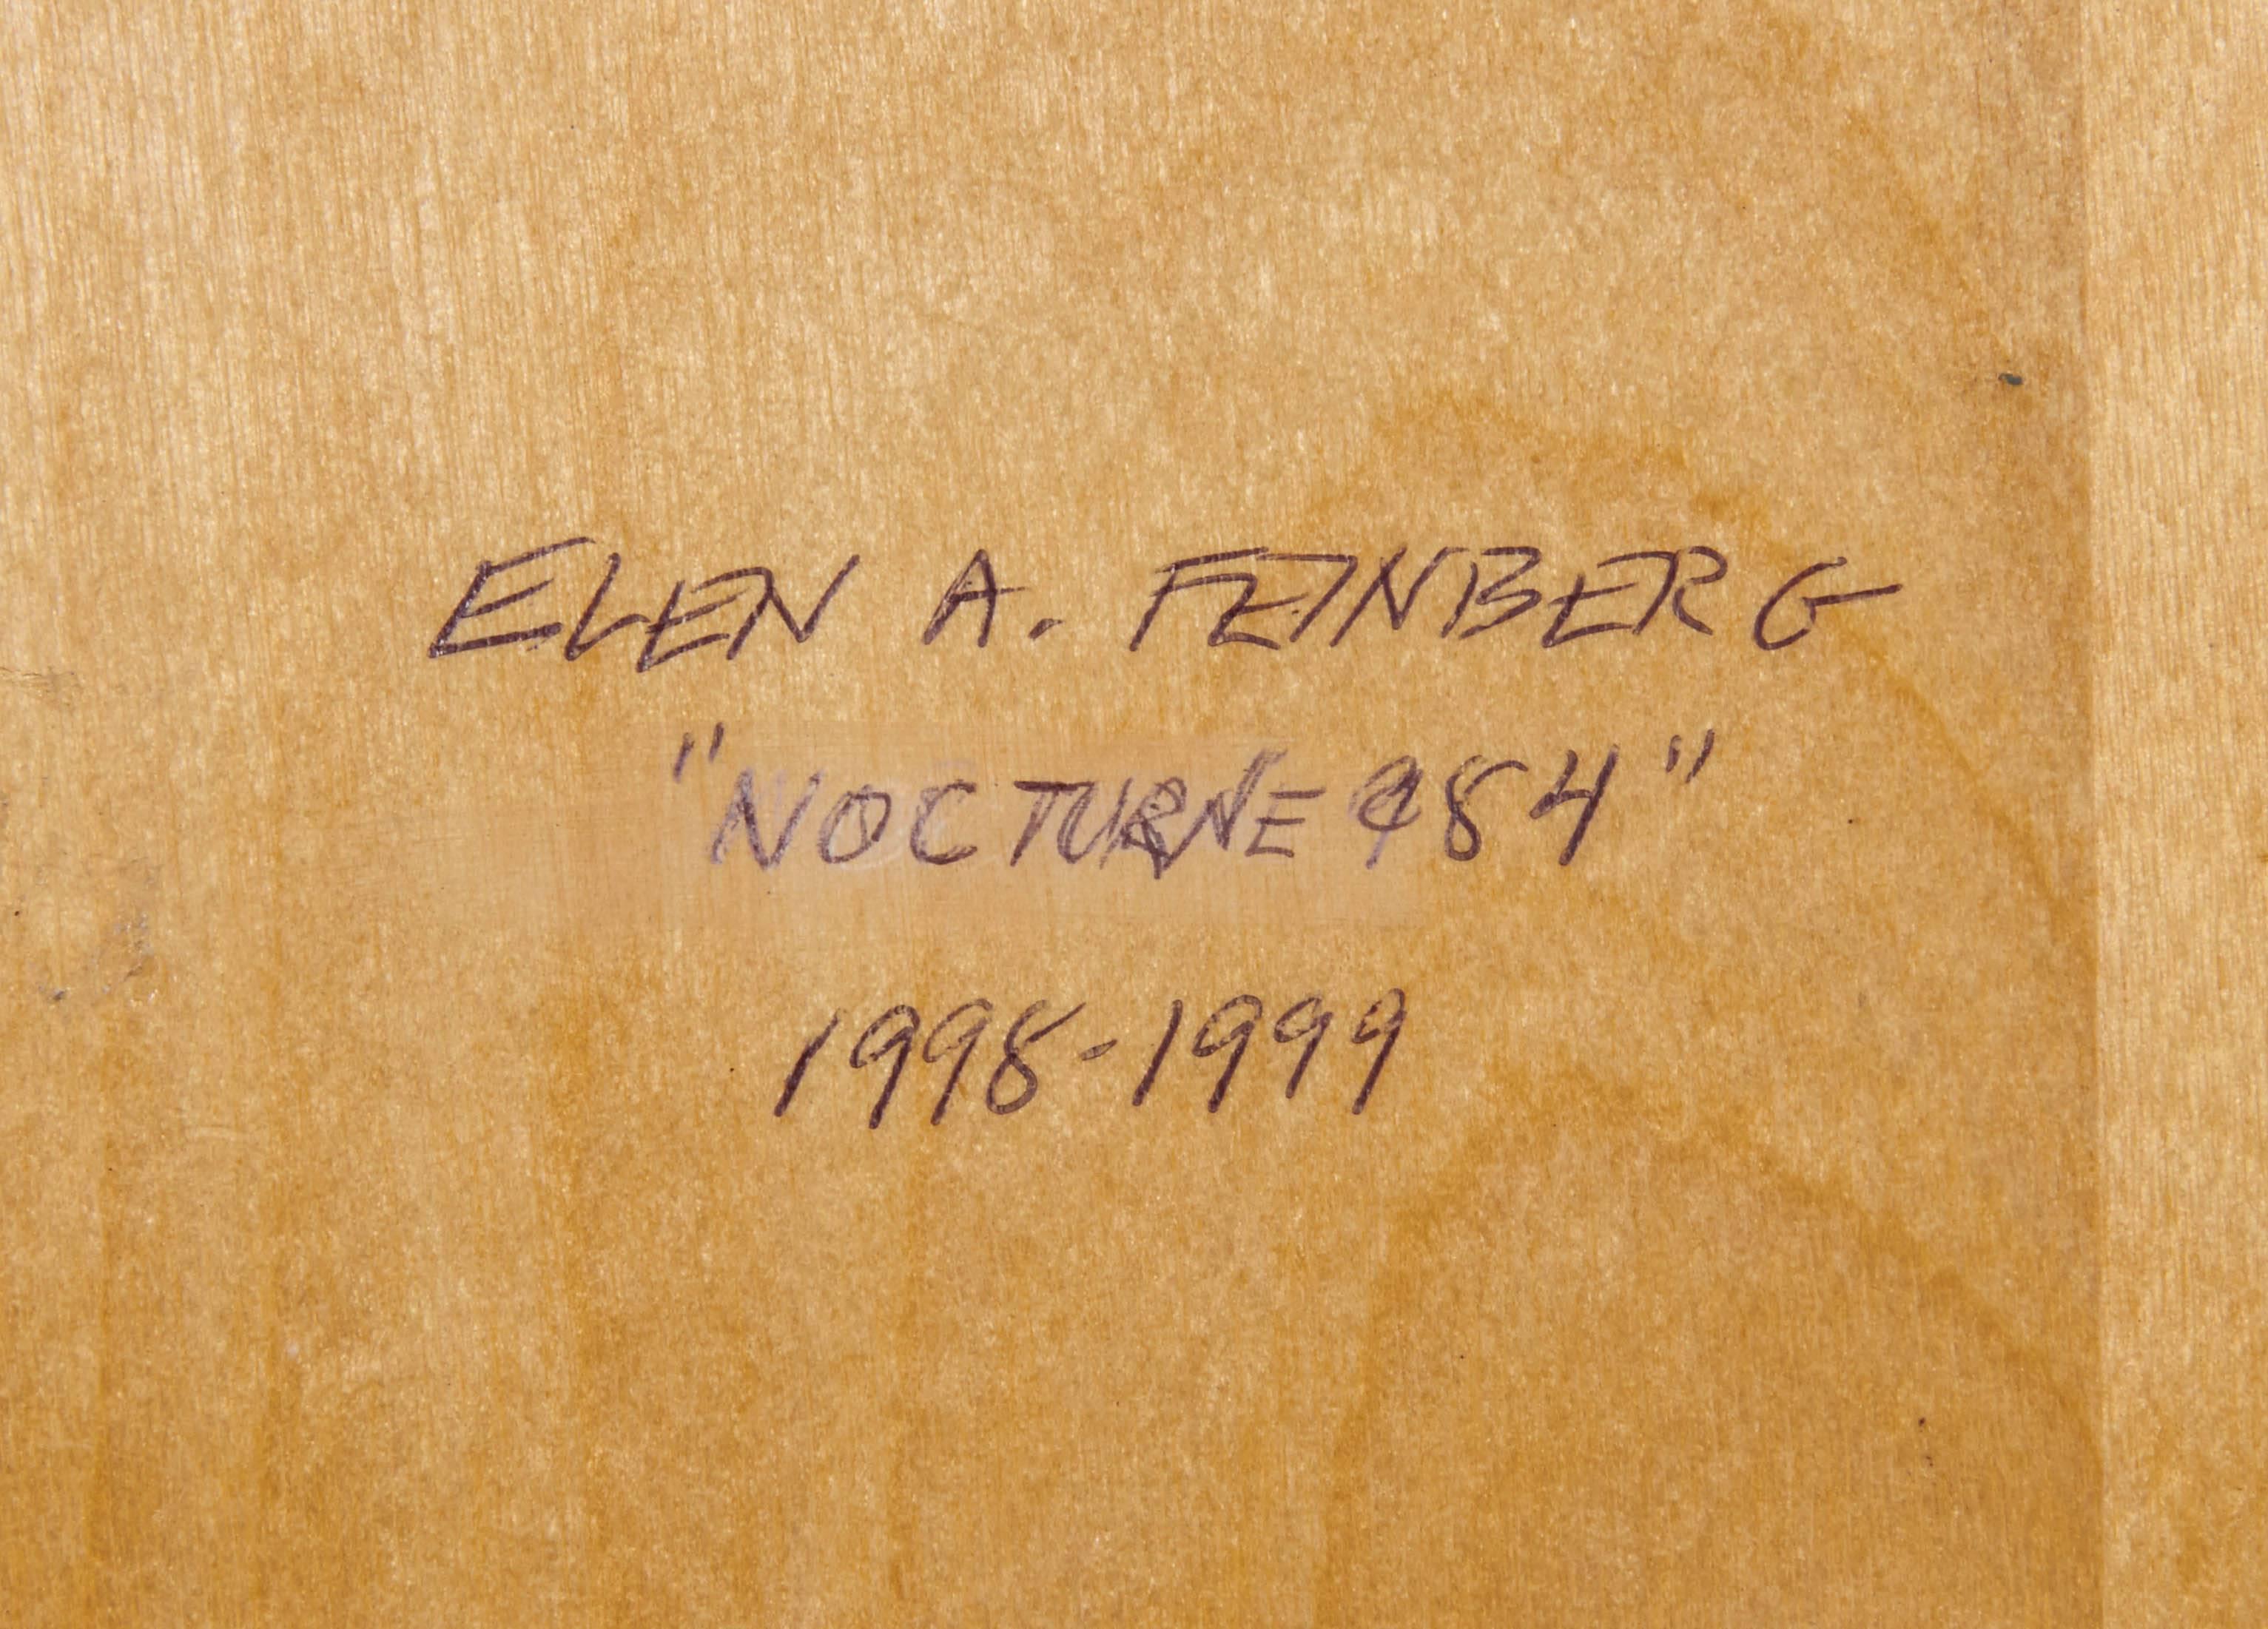 ELEN A. FEINBERG
"NOCTURNE 984"
1998-1999